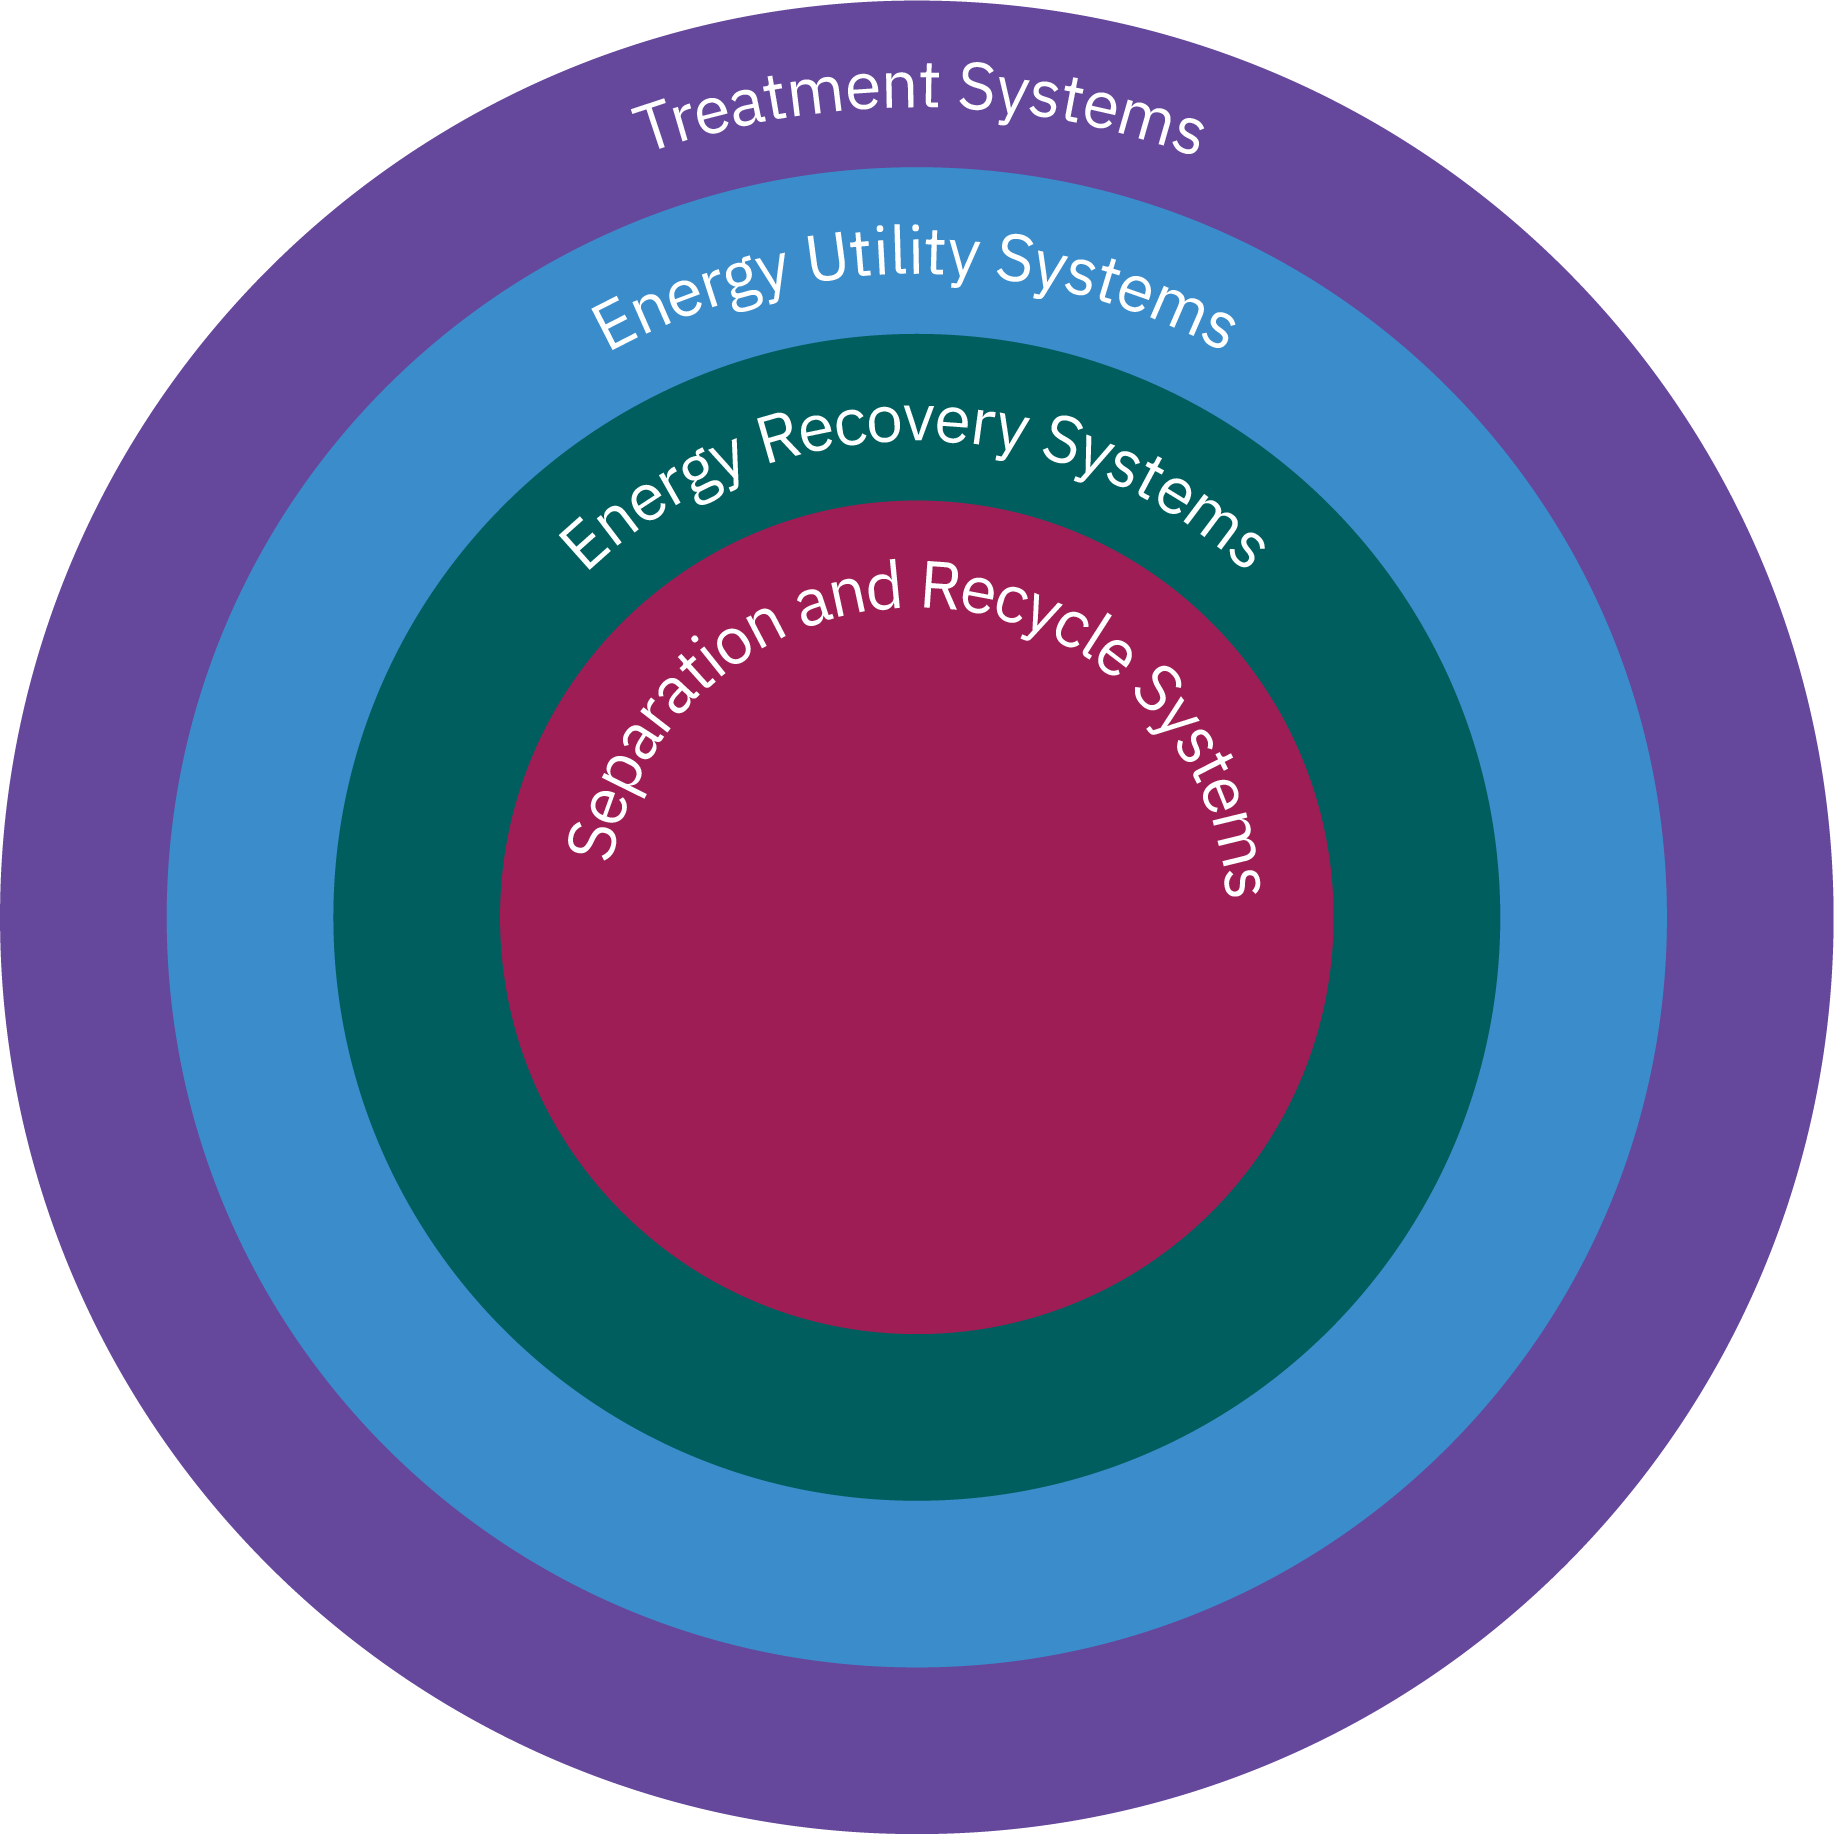 Treatment Systems
Energy Utility Systems
Energy Recovery Systems
Separation and Recycle Systems